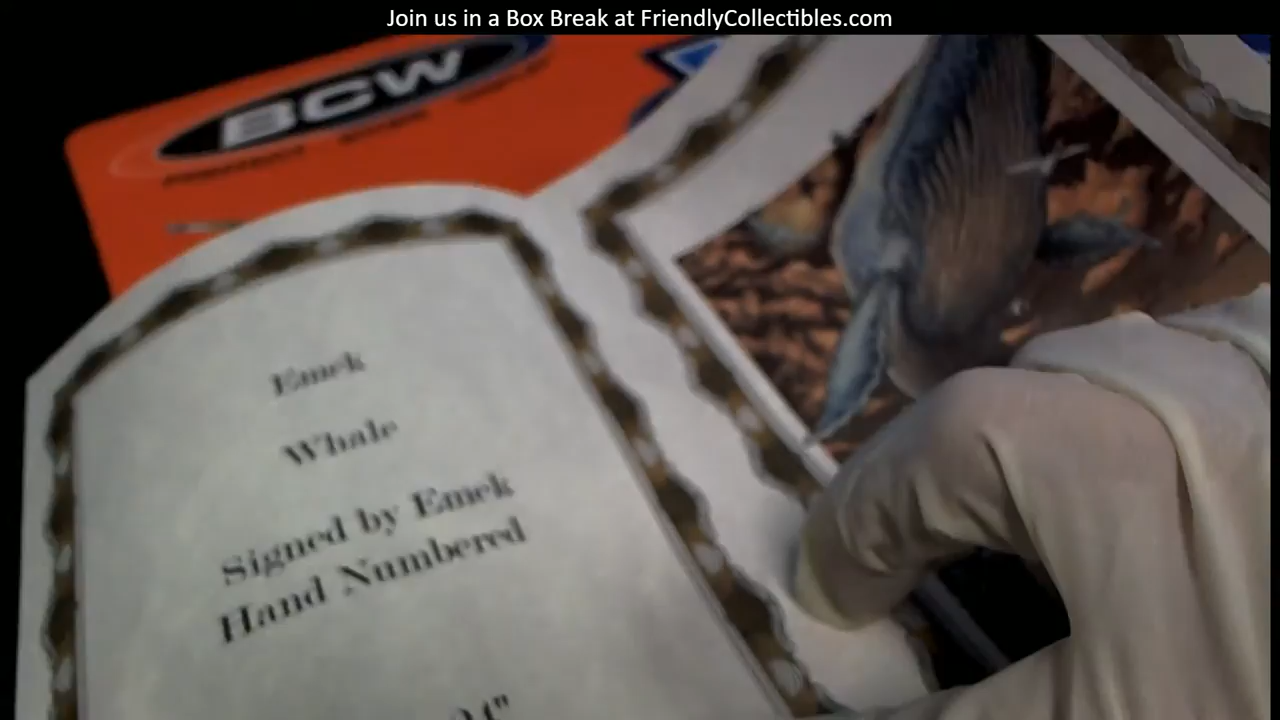 Join us in a Box Break at FriendlyCollectibles.com
BCW
Emek
Whale
Signed by Emek
Hand Numbered